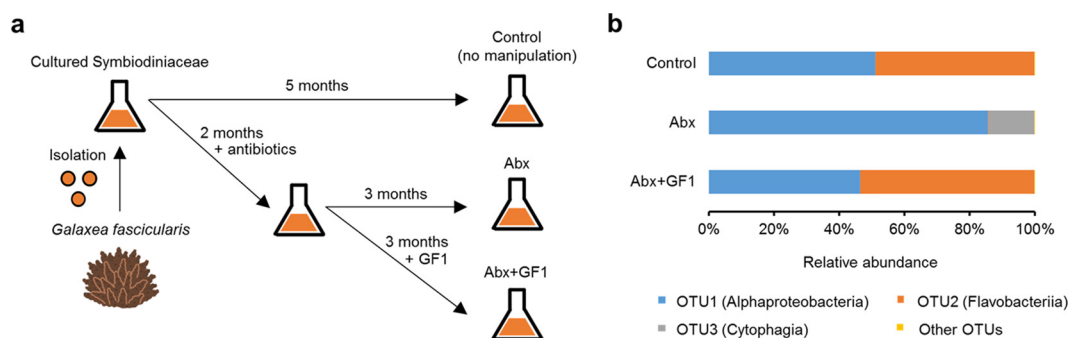 a
Cultured Symbiodiniaceae
Isolation
Galaxea fascicularis
5 months
2 months
+ antibiotics
3 months
3 months
+ GF1
Control
(no manipulation)
Abx
Abx+GF1
b
Control
Abx
Abx+GF1
0% 20% 40% 60% 80% 100%
Relative abundance
OTU1 (Alphaproteobacteria) OTU2 (Flavobacteriia)
OTU3 (Cytophagia) Other OTUs